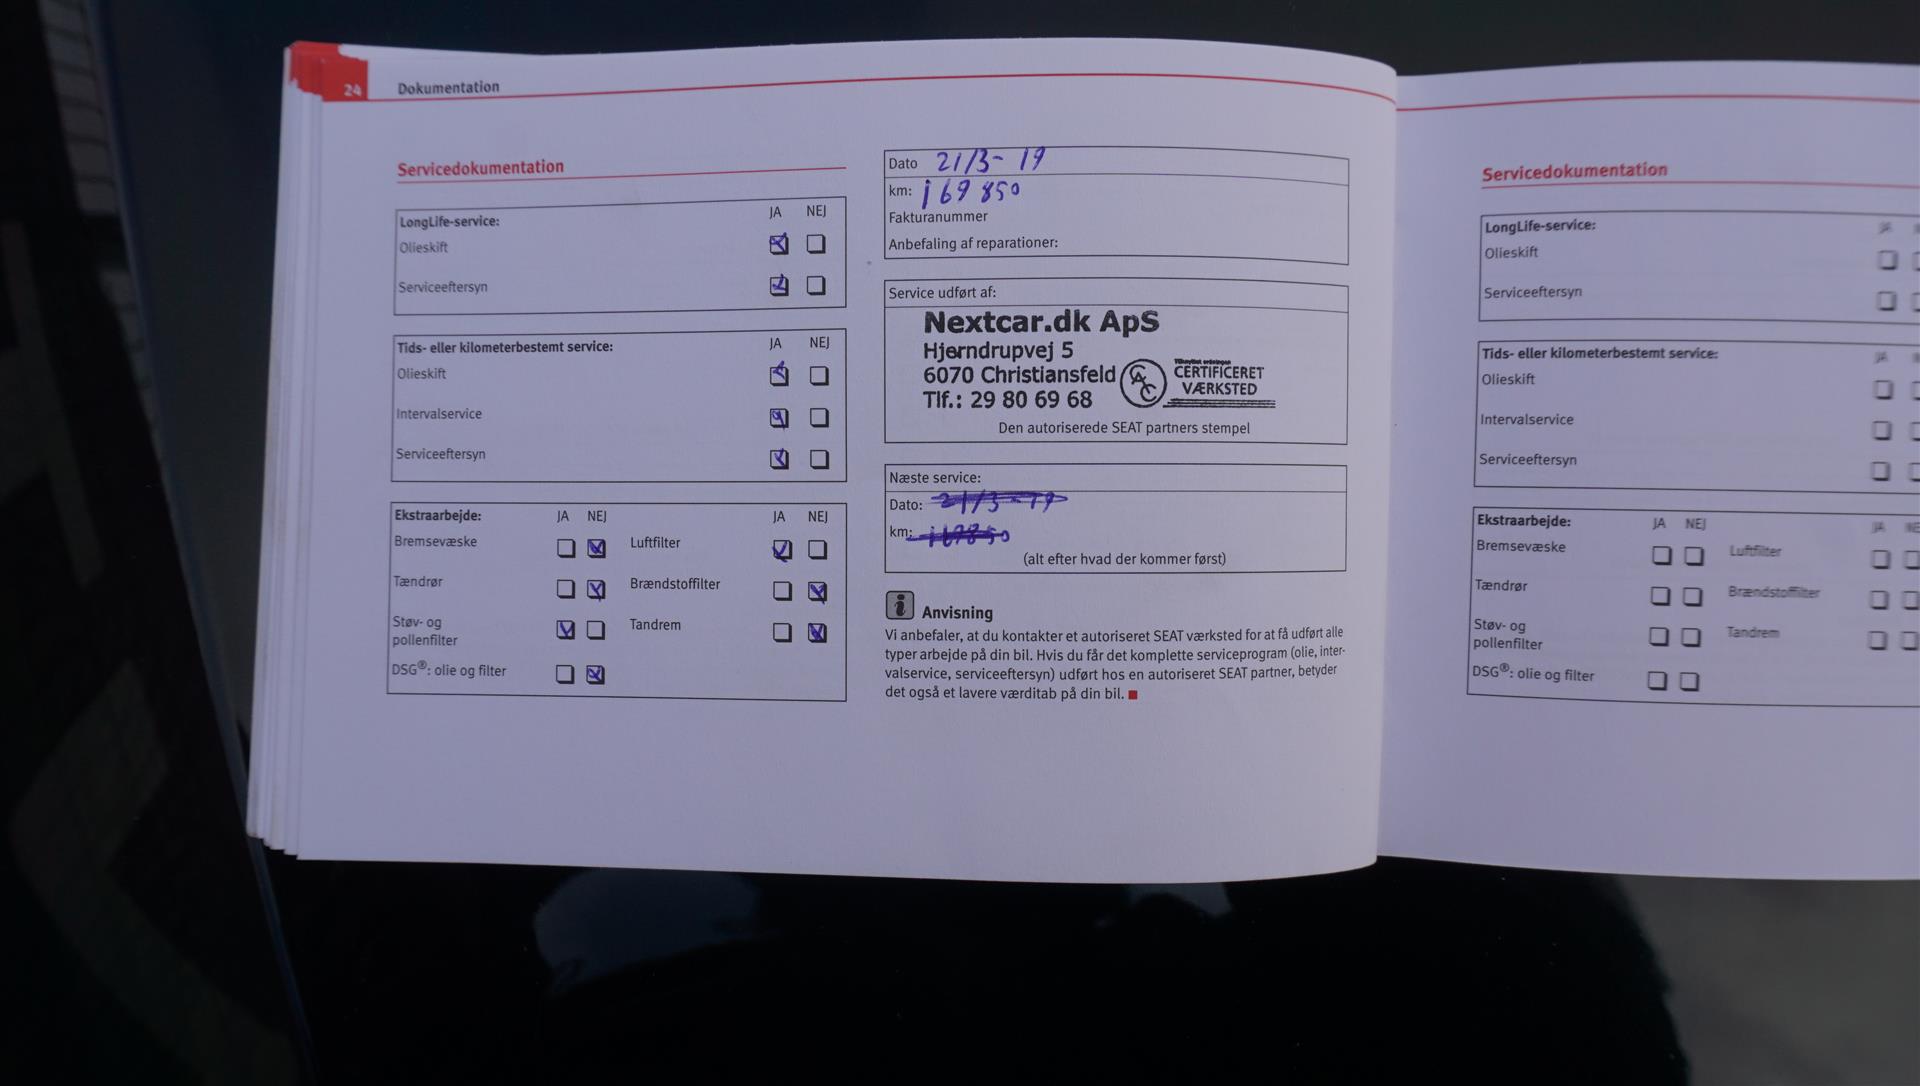 24 Dokumentation
Servicedokumentation
LongLife-service: JA NEJ
Olieskift
Serviceeftersyn
Tids- eller kilometerbestemt service: JA NEJ
Olieskift
Intervalservice
Serviceeftersyn
Ekstraarbejde: JA NEJ JA NEJ
Bremsevæske Luftfilter
Tændrør Brændstoffilter
Støv- og
pollenfilter Tandrem
DSG®: olie og filter
Dato 21/3-19
km: 169850
Fakturanummer
Anbefaling af reparationer:
Service udført af:
Nextcar.dk ApS
Hjerndrupvej 5
6070 Christiansfeld
Tlf.: 29 80 69 68
CERTIFICERET
VÆRKSTED
Den autoriserede SEAT partners stempel
Næste service:
Dato: 21/3-19
km: 169850
(alt efter hvad der kommer først)
i Anvisning
Vi anbefaler, at du kontakter et autoriseret SEAT værksted for at få udført alle
typer arbejde på din bil. Hvis du får det komplette serviceprogram (olie, inter-
valservice, serviceeftersyn) udført hos en autoriseret SEAT partner, betyder
det også et lavere værditab på din bil.
Servicedokumentation
LongLife-service: JA
Olieskift
Serviceeftersyn
Tids- eller kilometerbestemt service: JA
Olieskift
Intervalservice
Serviceeftersyn
Ekstraarbejde: JA NEJ JA
Bremsevæske Luftfilter
Tændrør Brændstoffilter
Støv- og
pollenfilter Tandrem
DSG®: olie og filter